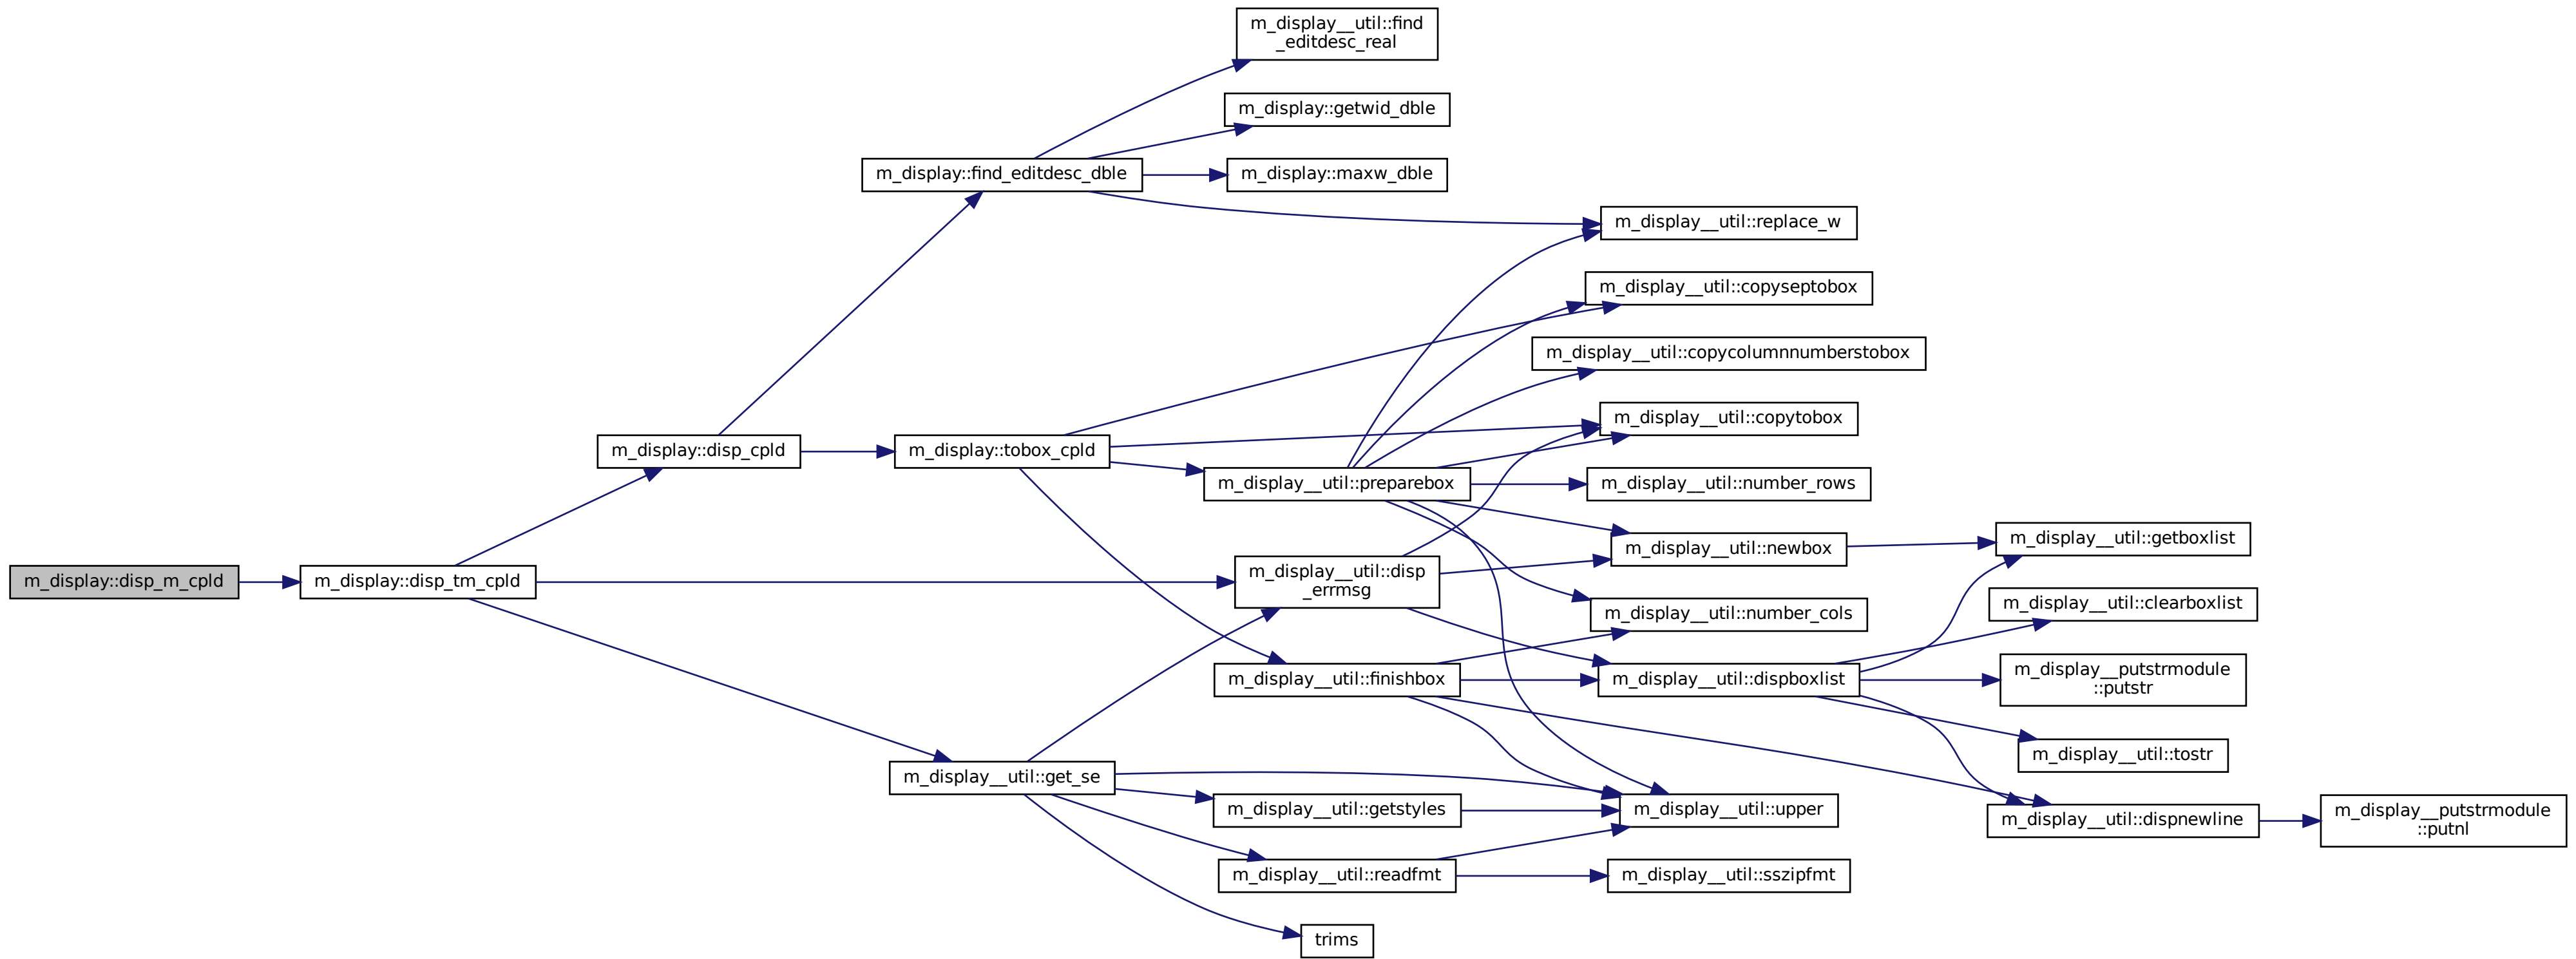 m_display__util::find
_editdesc_real
m_display::getwid_dble
m_display::find_editdesc_dble
m_display::maxw_dble
m_display__util::replace_w
m_display__util::copyseptobox
m_display__util::copycolumnnumberstobox
m_display__util::copytobox
m_display::disp_cpld
m_display::tobox_cpld
m_display__util::preparebox
m_display__util::number_rows
m_display__util::newbox
m_display__util::getboxlist
m_display::disp_m_cpld
m_display::disp_tm_cpld
m_display__util::disp
_errmsg
m_display__util::number_cols
m_display__util::clearboxlist
m_display__util::finishbox
m_display__util::dispboxlist
m_display__putstrmodule
::putstr
m_display__util::tostr
m_display__util::get_se
m_display__util::getstyles
m_display__util::upper
m_display__util::dispnewline
m_display__putstrmodule
::putnl
m_display__util::readfmt
m_display__util::sszipfmt
trims